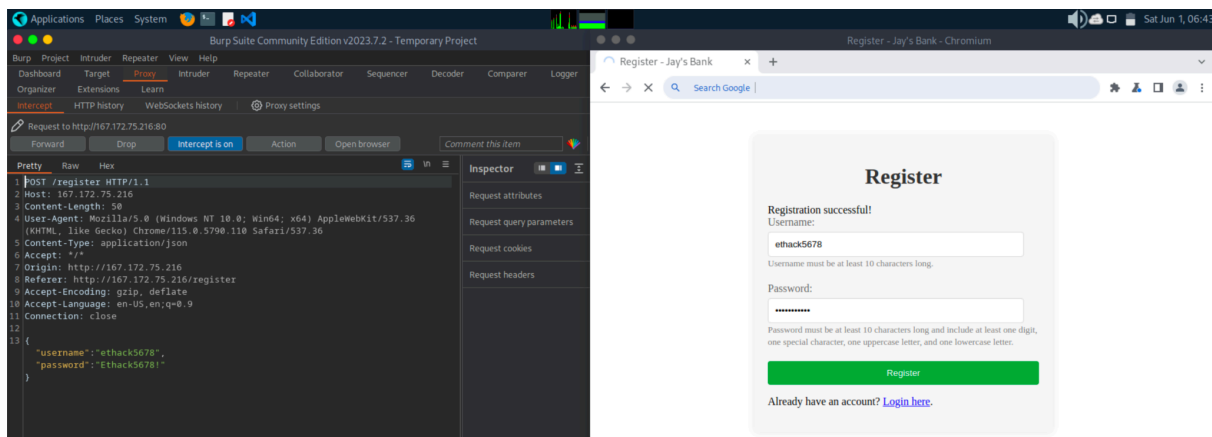 Applications Places System
Sat Jun 1, 06:43
Burp Suite Community Edition v2023.7.2 - Temporary Project
Burp Project Intruder Repeater View Help
Dashboard Target Proxy Intruder Repeater Collaborator Sequencer Decoder Comparer Logger
Organizer Extensions Learn
Intercept HTTP history WebSockets history Proxy settings
Request to http://167.172.75.216:80
Forward Drop Intercept is on Action Open browser Comment this item
Pretty Raw Hex \n
Inspector
Request attributes
Request query parameters
Request cookies
Request headers
1 POST /register HTTP/1.1
2 Host: 167.172.75.216
3 Content-Length: 50
4 User-Agent: Mozilla/5.0 (Windows NT 10.0; Win64; x64) AppleWebKit/537.36
(KHTML, like Gecko) Chrome/115.0.5790.110 Safari/537.36
5 Content-Type: application/json
6 Accept: */*
7 Origin: http://167.172.75.216
8 Referer: http://167.172.75.216/register
9 Accept-Encoding: gzip, deflate
10 Accept-Language: en-US,en;q=0.9
11 Connection: close
12
13 {
"username":"ethack5678",
"password":"Ethack5678!"
}
Register - Jay's Bank - Chromium
Register - Jay's Bank
Search Google
Register
Registration successful!
Username:
ethack5678
Username must be at least 10 characters long.
Password:
•••••••••••
Password must be at least 10 characters long and include at least one digit,
one special character, one uppercase letter, and one lowercase letter.
Register
Already have an account? Login here.